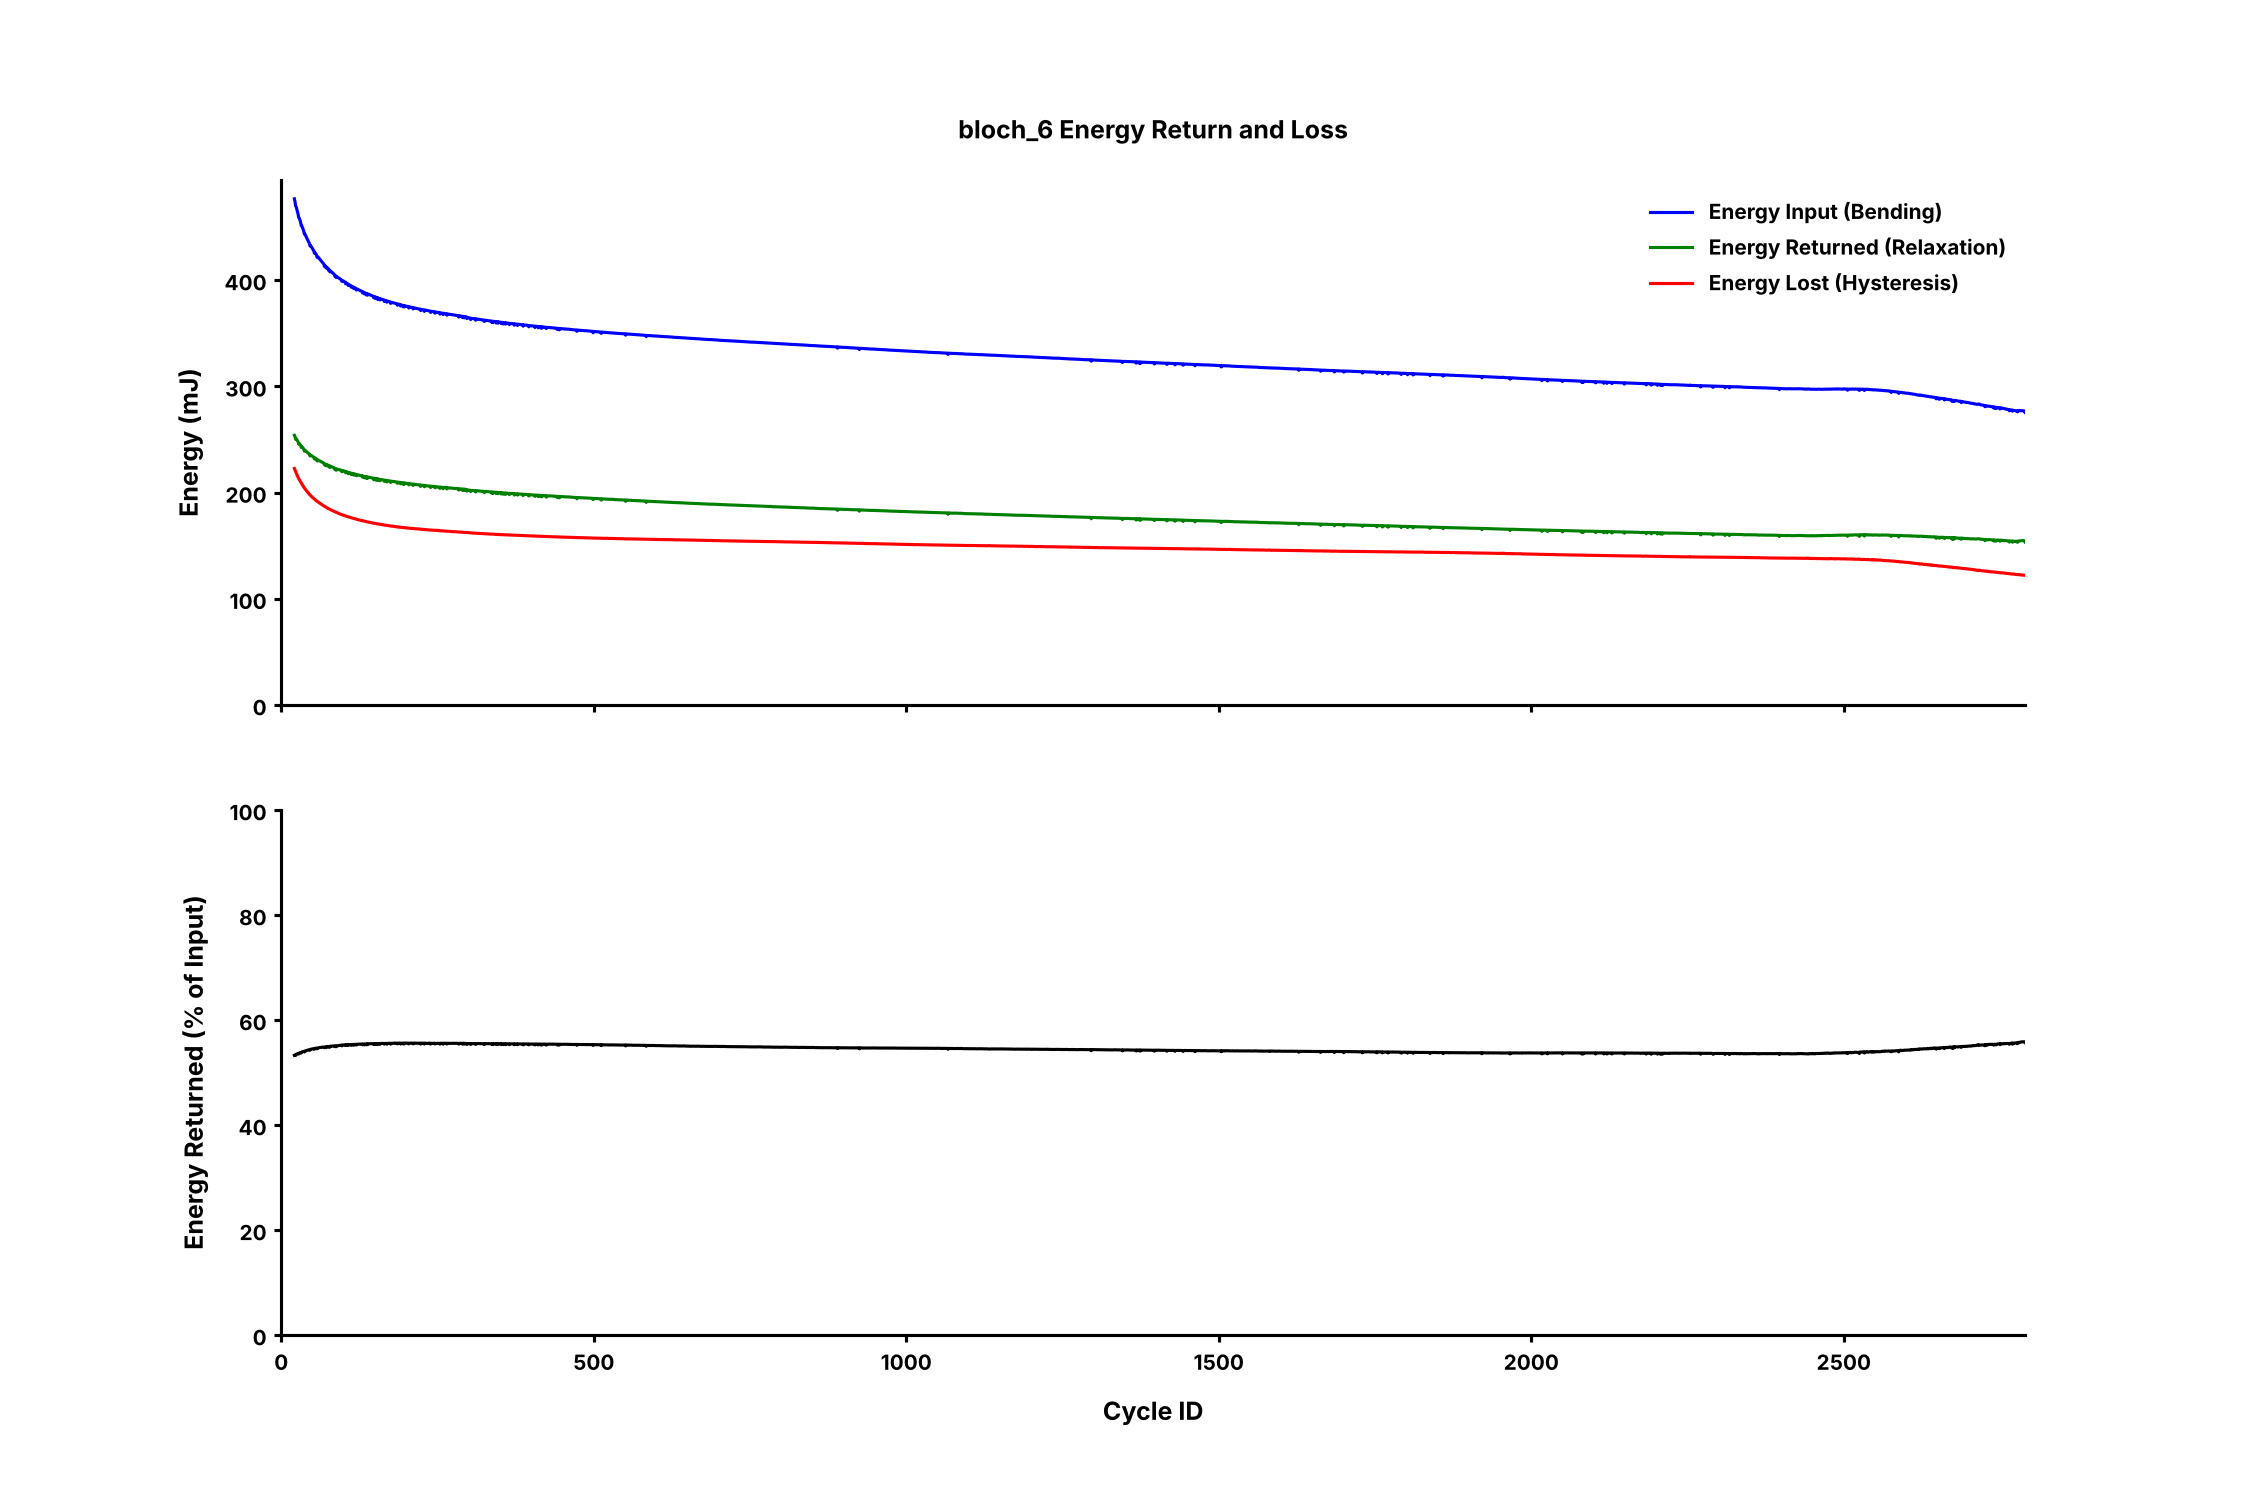 bloch_6 Energy Return and Loss
Energy (mJ)
400
300
200
100
0
Energy Input (Bending)
Energy Returned (Relaxation)
Energy Lost (Hysteresis)
Energy Returned (% of Input)
100
80
60
40
20
0
0 500 1000 1500 2000 2500
Cycle ID